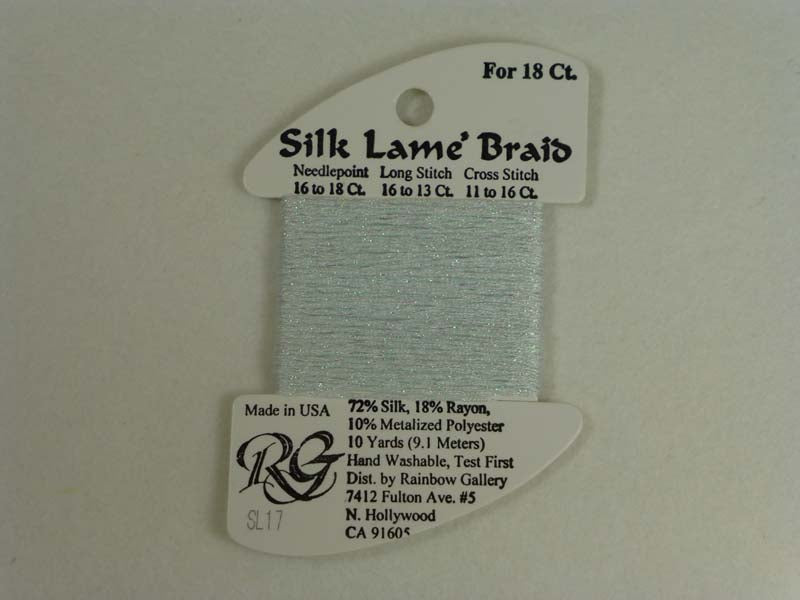 For 18 Ct.
Silk Lame' Braid
Needlepoint Long Stitch Cross Stitch
16 to 18 Ct. 16 to 13 Ct. 11 to 16 Ct.
Made in USA
72% Silk, 18% Rayon,
10% Metalized Polyester
10 Yards (9.1 Meters)
Hand Washable, Test First
Dist. by Rainbow Gallery
7412 Fulton Ave. #5
N. Hollywood
CA 91605
RG
SL17